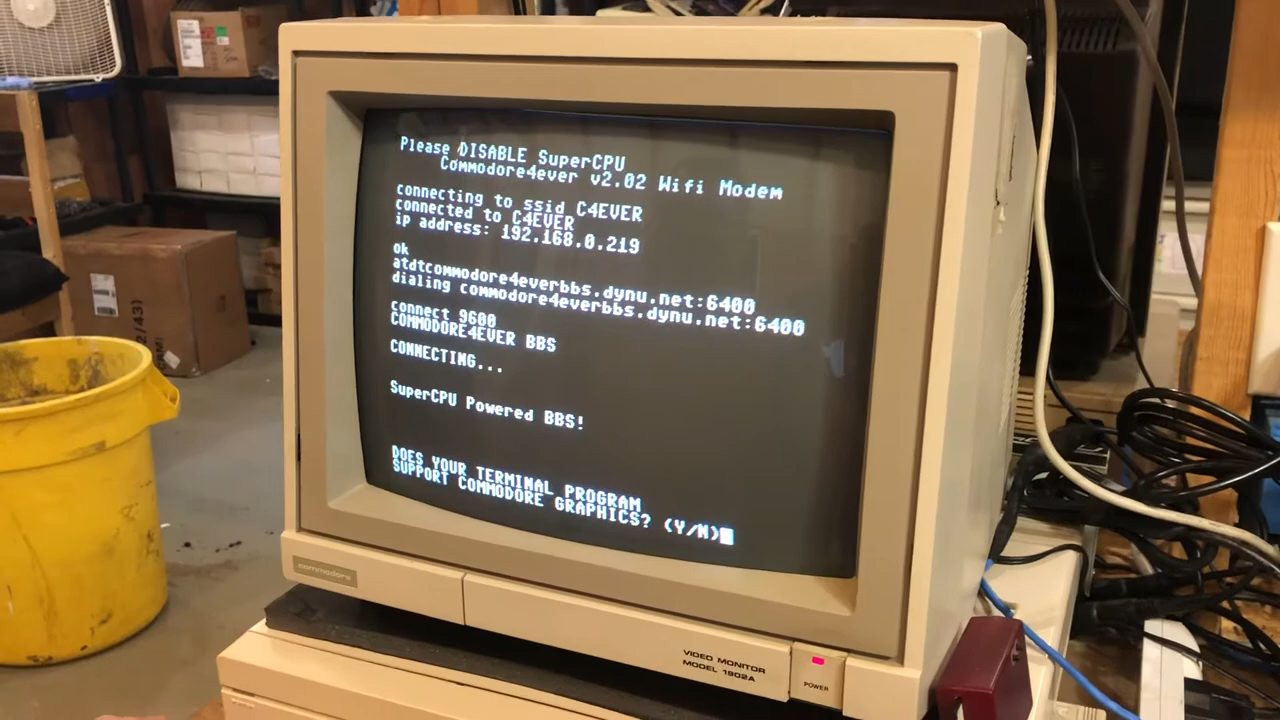 Please DISABLE SuperCPU
Commodore4ever v2.02 Wifi Modem
connecting to ssid C4EVER
connected to C4EVER
ip address: 192.168.0.219
ok
atdtcommodore4everbbs.dynu.net:6400
dialing commodore4everbbs.dynu.net:6400
connect 9600
COMMODORE4EVER BBS
CONNECTING...
SuperCPU Powered BBS!
DOES YOUR TERMINAL PROGRAM
SUPPORT COMMODORE GRAPHICS? (Y/N)
commodore
VIDEO MONITOR
MODEL 1902A
POWER